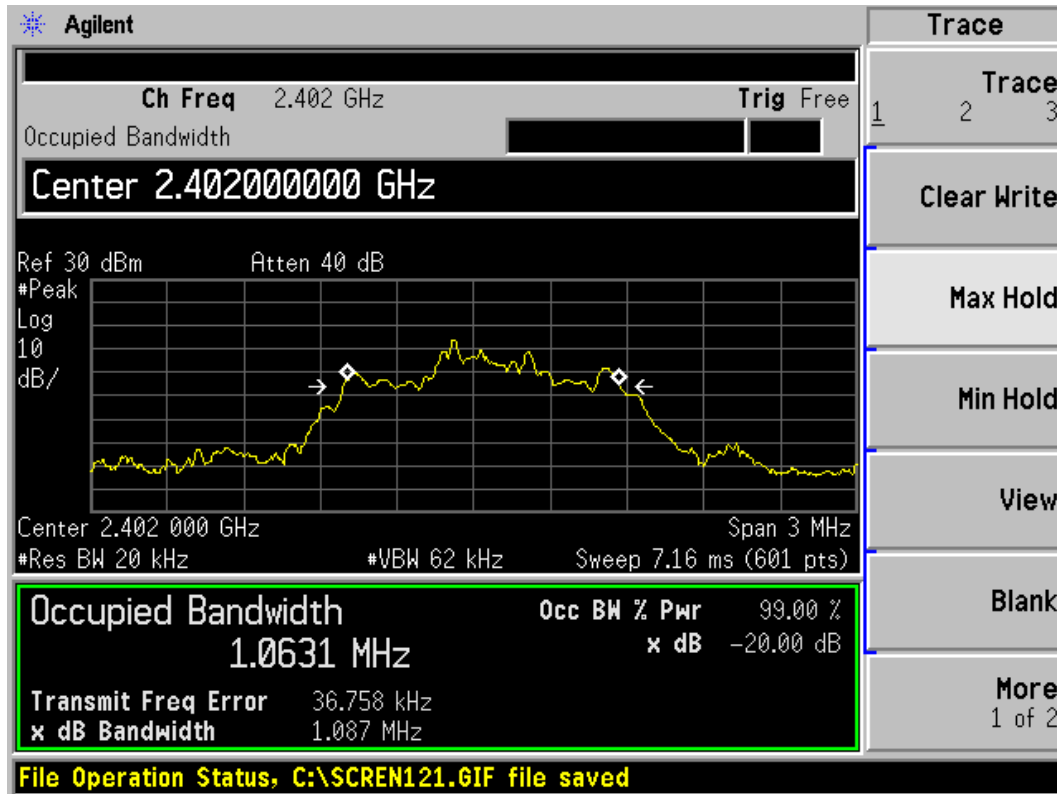 Agilent
Trace
Ch Freq 2.402 GHz Trig Free
Occupied Bandwidth
Center 2.402000000 GHz
Ref 30 dBm Atten 40 dB
#Peak
Log
10
dB/
Center 2.402 000 GHz Span 3 MHz
#Res BW 20 kHz #VBW 62 kHz Sweep 7.16 ms (601 pts)
Occupied Bandwidth
1.0631 MHz
Occ BW % Pwr 99.00 %
x dB -20.00 dB
Transmit Freq Error 36.758 kHz
x dB Bandwidth 1.087 MHz
File Operation Status, C:\SCREN121.GIF file saved
Trace
1 2 3
Clear Write
Max Hold
Min Hold
View
Blank
More
1 of 2